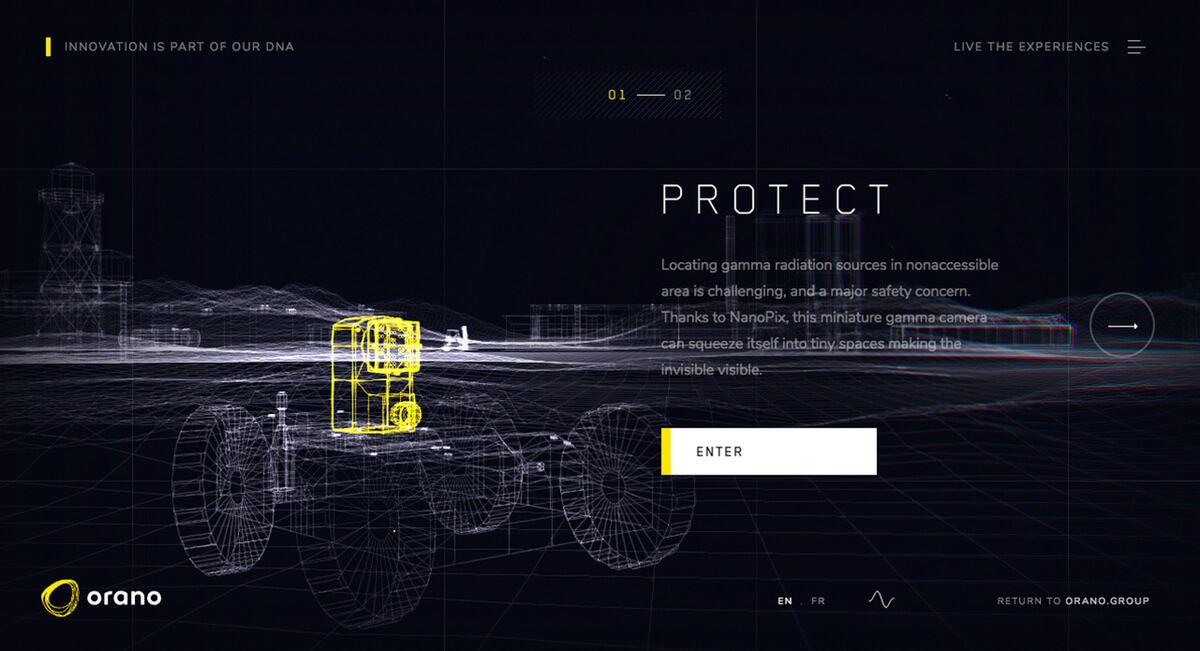 INNOVATION IS PART OF OUR DNA
LIVE THE EXPERIENCES
01 02
PROTECT
Locating gamma radiation sources in nonaccessible
area is challenging, and a major safety concern.
Thanks to NanoPix, this miniature gamma camera
can squeeze itself into tiny spaces making the
invisible visible.
ENTER
orano
EN . FR
RETURN TO ORANO.GROUP